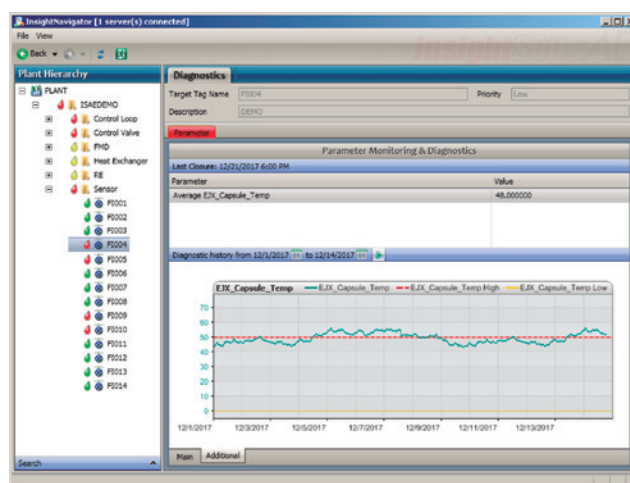 InsightNavigator [1 server(s) connected]
File View
Back
Plant Hierarchy
PLANT
ISAEDEMO
Control Loop
Control Valve
FMD
Heat Exchanger
RE
Sensor
FI001
FI002
FI003
FI004
FI005
FI006
FI007
FI008
FI009
FI010
FI011
FI012
FI013
FI014
Search
Diagnostics
Target Tag Name FI004 Priority Low
Description DEMO
Parameter
Parameter Monitoring & Diagnostics
Last Closure: 12/21/2017 6:00 PM
Parameter Value
Average EJX_Capsule_Temp 48.000000
Diagnostic history from 12/1/2017 to 12/14/2017
EJX_Capsule_Temp EJX_Capsule_Temp EJX_Capsule_Temp High EJX_Capsule_Temp Low
70
60
50
40
30
20
10
0
12/1/2017 12/3/2017 12/5/2017 12/7/2017 12/9/2017 12/11/2017 12/13/2017
Main Additional